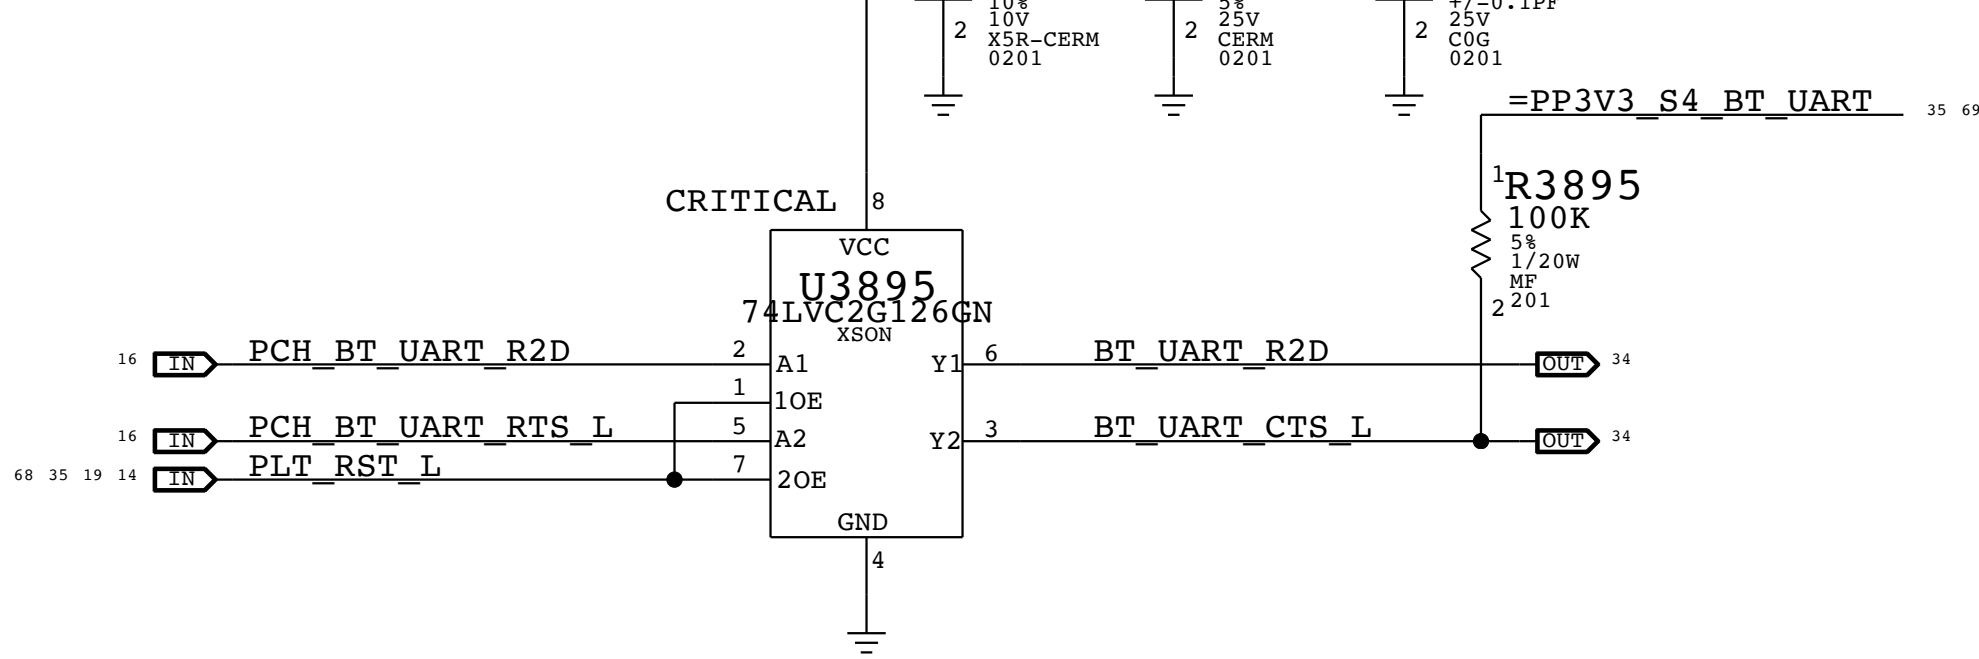 10%
10V
X5R-CERM
0201
2
5%
25V
CERM
0201
2
+/-0.1PF
25V
C0G
0201
2
=PP3V3_S4_BT_UART
35 69
CRITICAL
8
1
R3895
100K
5%
1/20W
MF
201
2
VCC
U3895
74LVC2G126GN
XSON
16
IN
PCH_BT_UART_R2D
2
A1
Y1
6
BT_UART_R2D
OUT
34
1
1OE
16
IN
PCH_BT_UART_RTS_L
5
A2
Y2
3
BT_UART_CTS_L
OUT
34
68 35 19 14
IN
PLT_RST_L
7
2OE
GND
4